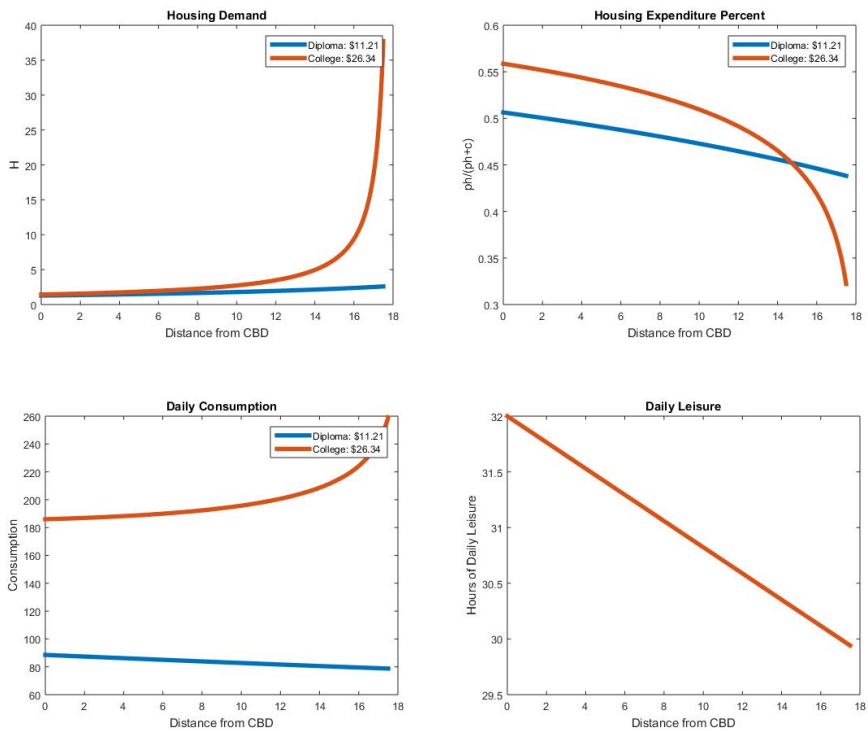 Housing Demand
40
35
30
25
20
15
10
5
0
H
Diploma: $11.21
College: $26.34
0 2 4 6 8 10 12 14 16 18
Distance from CBD
Housing Expenditure Percent
0.6
0.55
0.5
0.45
0.4
0.35
0.3
ph/(ph+c)
Diploma: $11.21
College: $26.34
0 2 4 6 8 10 12 14 16 18
Distance from CBD
Daily Consumption
260
240
220
200
180
160
140
120
100
80
60
Consumption
Diploma: $11.21
College: $26.34
0 2 4 6 8 10 12 14 16 18
Distance from CBD
Daily Leisure
32
31.5
31
30.5
30
29.5
Hours of Daily Leisure
0 2 4 6 8 10 12 14 16 18
Distance from CBD